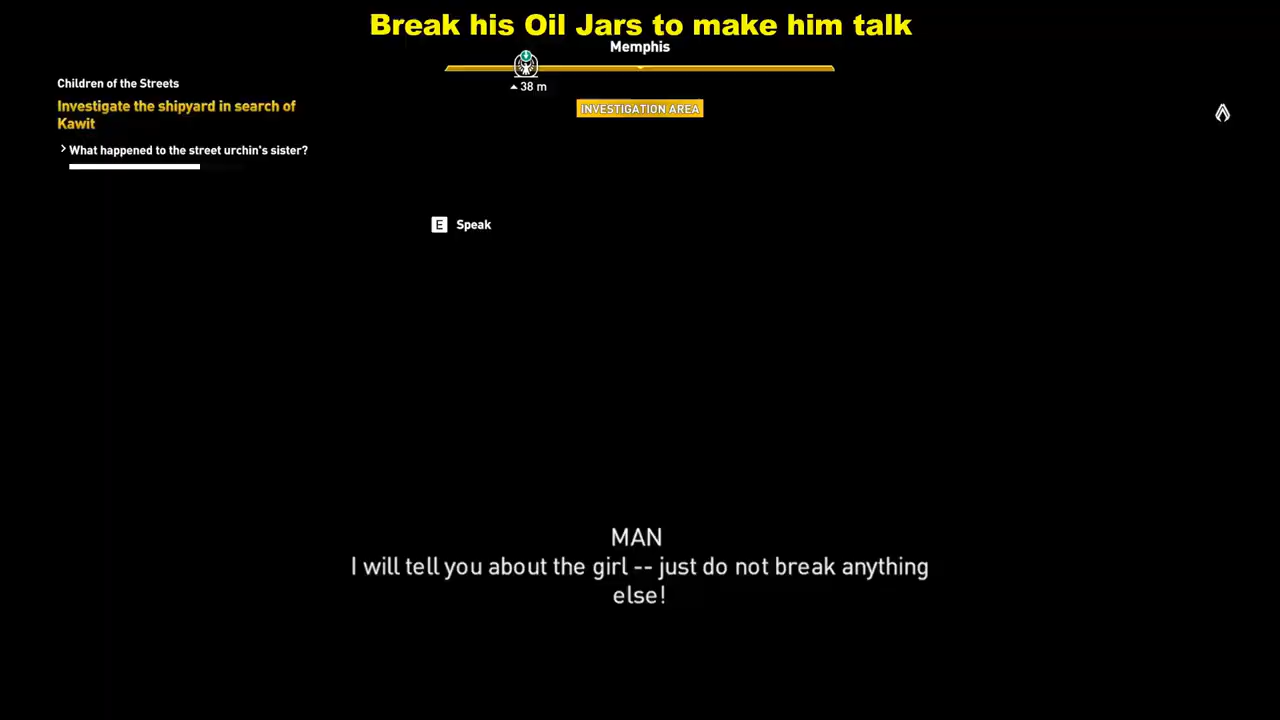 Break his Oil Jars to make him talk
Memphis
38 m
Children of the Streets
INVESTIGATION AREA
Investigate the shipyard in search of
Kawit
What happened to the street urchin's sister?
E Speak
MAN
I will tell you about the girl -- just do not break anything
else!